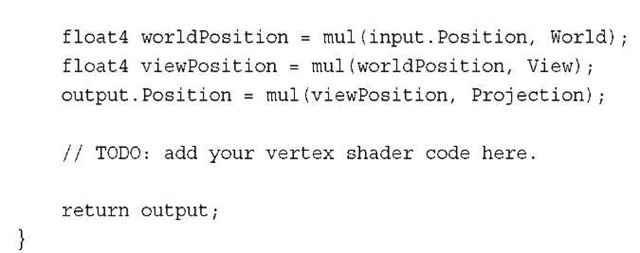 float4 worldPosition = mul(input.Position, World);
float4 viewPosition = mul(worldPosition, View);
output.Position = mul(viewPosition, Projection);
// TODO: add your vertex shader code here.
return output;
}